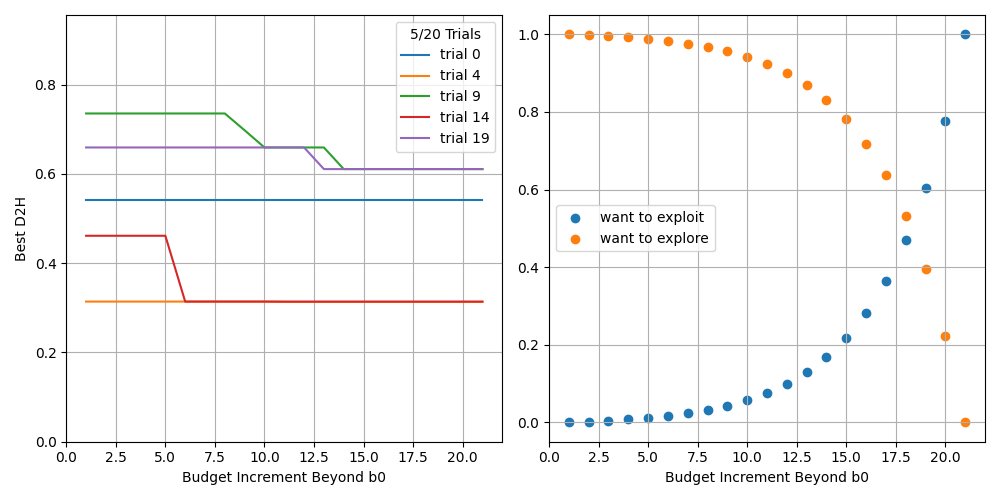 5/20 Trials
trial 0
trial 4
trial 9
trial 14
trial 19
Best D2H
0.8
0.6
0.4
0.2
0.0
0.0 2.5 5.0 7.5 10.0 12.5 15.0 17.5 20.0
Budget Increment Beyond b0
1.0
0.8
0.6
0.4
0.2
0.0
want to exploit
want to explore
0.0 2.5 5.0 7.5 10.0 12.5 15.0 17.5 20.0
Budget Increment Beyond b0